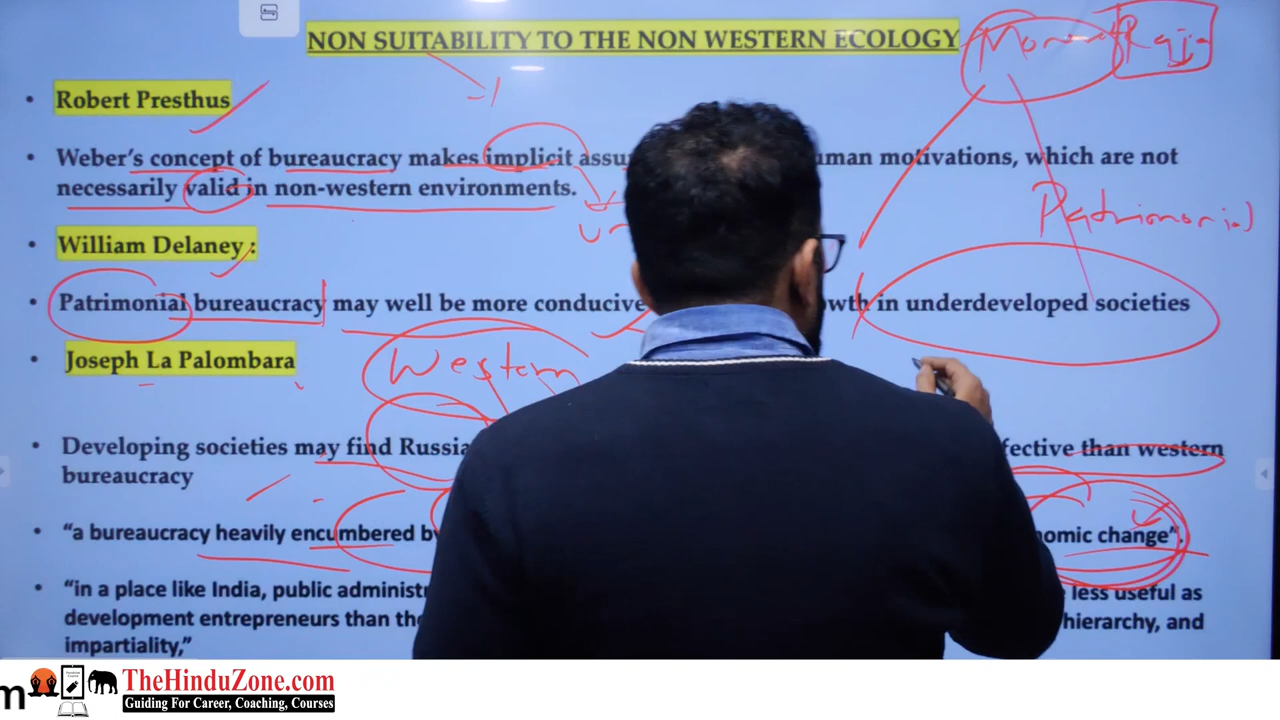 NON SUITABILITY TO THE NON WESTERN ECOLOGY
Raja
• Robert Presthus
• Weber's concept of bureaucracy makes implicit uman motivations, which are not
necessarily valid in non-western environments.
Patrimonial
• William Delaney :
• Patrimonial bureaucracy may well be more conducive wth in underdeveloped societies
• Joseph La Palombara
Western
• Developing societies may find Russia fective than western
bureaucracy
• "a bureaucracy heavily encumbered b nomic change".
• "in a place like India, public administr less useful as
development entrepreneurs than the hierarchy, and
impartiality,"
m
TheHinduZone.com
Guiding For Career, Coaching, Courses